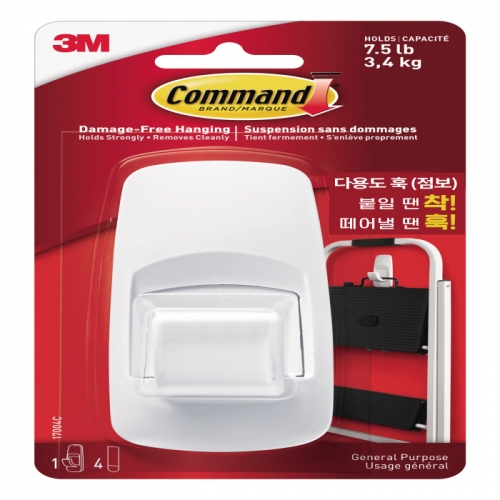 3M
HOLDS | CAPACITÉ
7.5 lb
3,4 kg
Command
BRAND/MARQUE
Damage-Free Hanging | Suspension sans dommages
Holds Strongly • Removes Cleanly | Tient fermement • S'enlève proprement
다용도 훅 (점보)
붙일 땐 착!
떼어낼 땐 훅!
17004C
1 4
General Purpose
Usage général